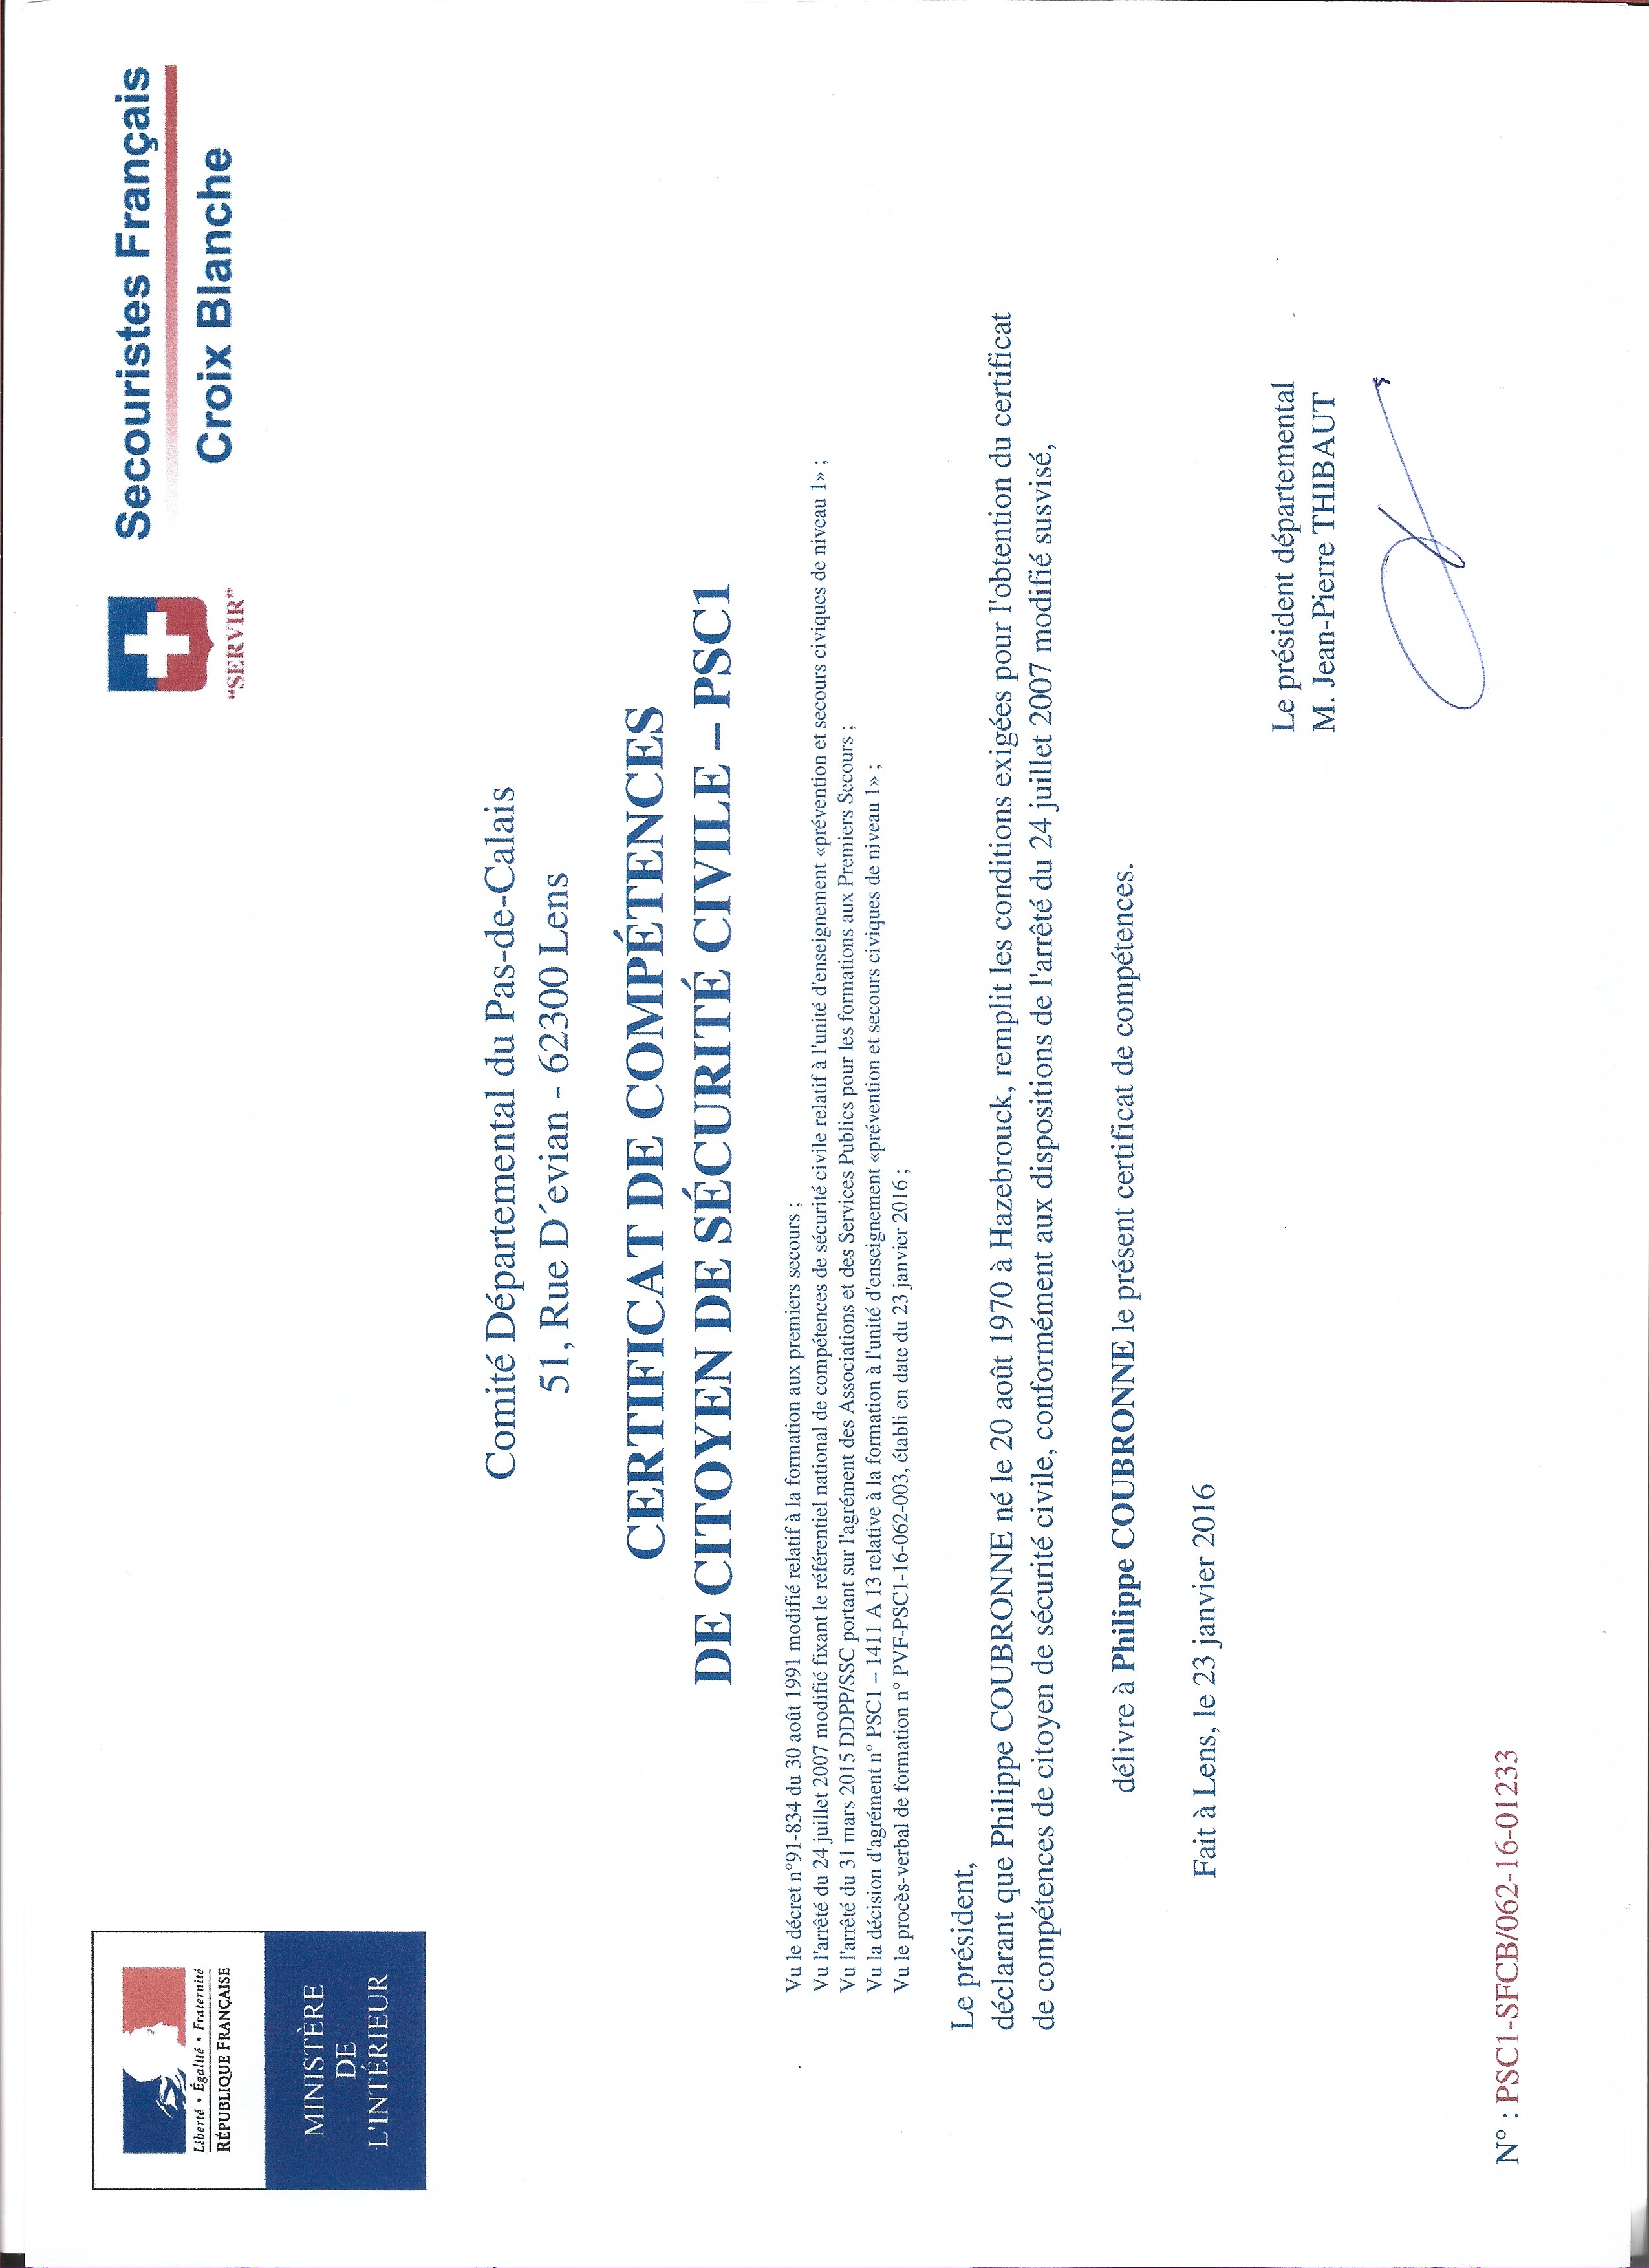 Liberté • Égalité • Fraternité
RÉPUBLIQUE FRANÇAISE
MINISTÈRE
DE
L'INTÉRIEUR
"SERVIR"
Secouristes Français
Croix Blanche
Comité Départemental du Pas-de-Calais
51, Rue D´evian - 62300 Lens
CERTIFICAT DE COMPÉTENCES
DE CITOYEN DE SÉCURITÉ CIVILE – PSC1
Vu le décret n°91-834 du 30 août 1991 modifié relatif à la formation aux premiers secours ;
Vu l'arrêté du 24 juillet 2007 modifié fixant le référentiel national de compétences de sécurité civile relatif à l'unité d'enseignement «prévention et secours civiques de niveau 1» ;
Vu l'arrêté du 31 mars 2015 DDPP/SSC portant sur l'agrément des Associations et des Services Publics pour les formations aux Premiers Secours ;
Vu la décision d'agrément n° PSC1 – 1411 A 13 relative à la formation à l'unité d'enseignement «prévention et secours civiques de niveau 1» ;
Vu le procès-verbal de formation n° PVF-PSC1-16-062-003, établi en date du 23 janvier 2016 ;
Le président,
déclarant que Philippe COUBRONNE né le 20 août 1970 à Hazebrouck, remplit les conditions exigées pour l'obtention du certificat
de compétences de citoyen de sécurité civile, conformément aux dispositions de l'arrêté du 24 juillet 2007 modifié susvisé,
délivre à Philippe COUBRONNE le présent certificat de compétences.
Fait à Lens, le 23 janvier 2016
Le président départemental
M. Jean-Pierre THIBAUT
N° : PSC1-SFCB/062-16-01233